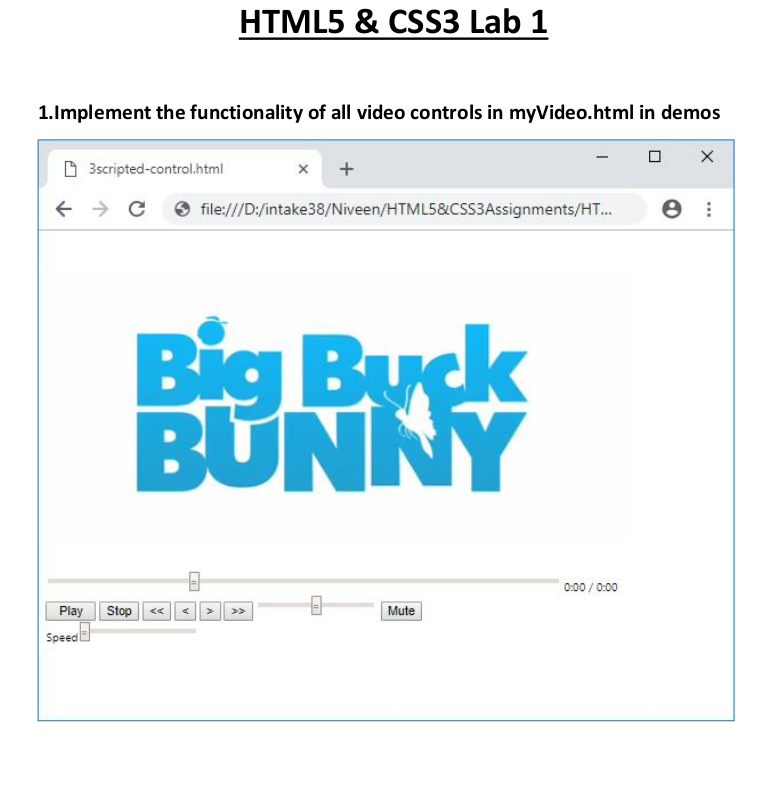 HTML5 & CSS3 Lab 1
1.Implement the functionality of all video controls in myVideo.html in demos
3scripted-control.html
file:///D:/intake38/Niveen/HTML5&CSS3Assignments/HT...
Big Buck
BUNNY
0:00 / 0:00
Play Stop << < > >> Mute
Speed